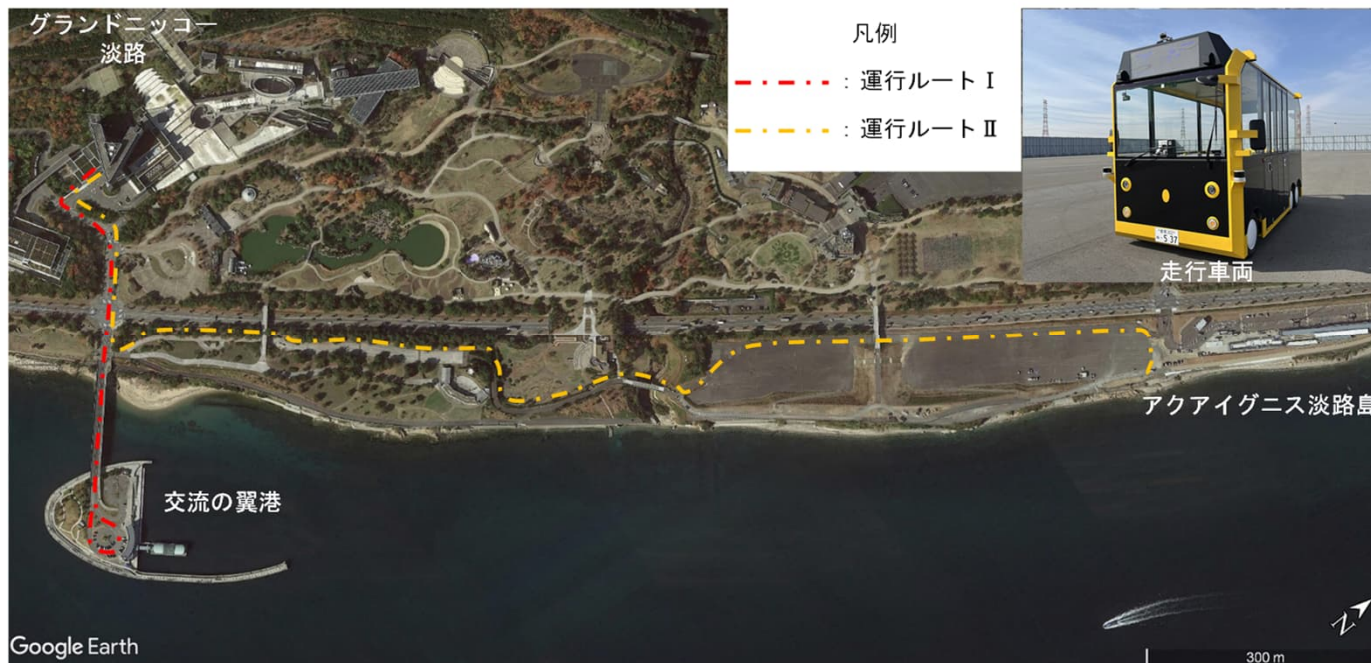 グランドニッコー
淡路
凡例
：運行ルートⅠ
：運行ルートⅡ
・537
走行車両
アクアイグニス淡路島
交流の翼港
Google Earth
N
300 m